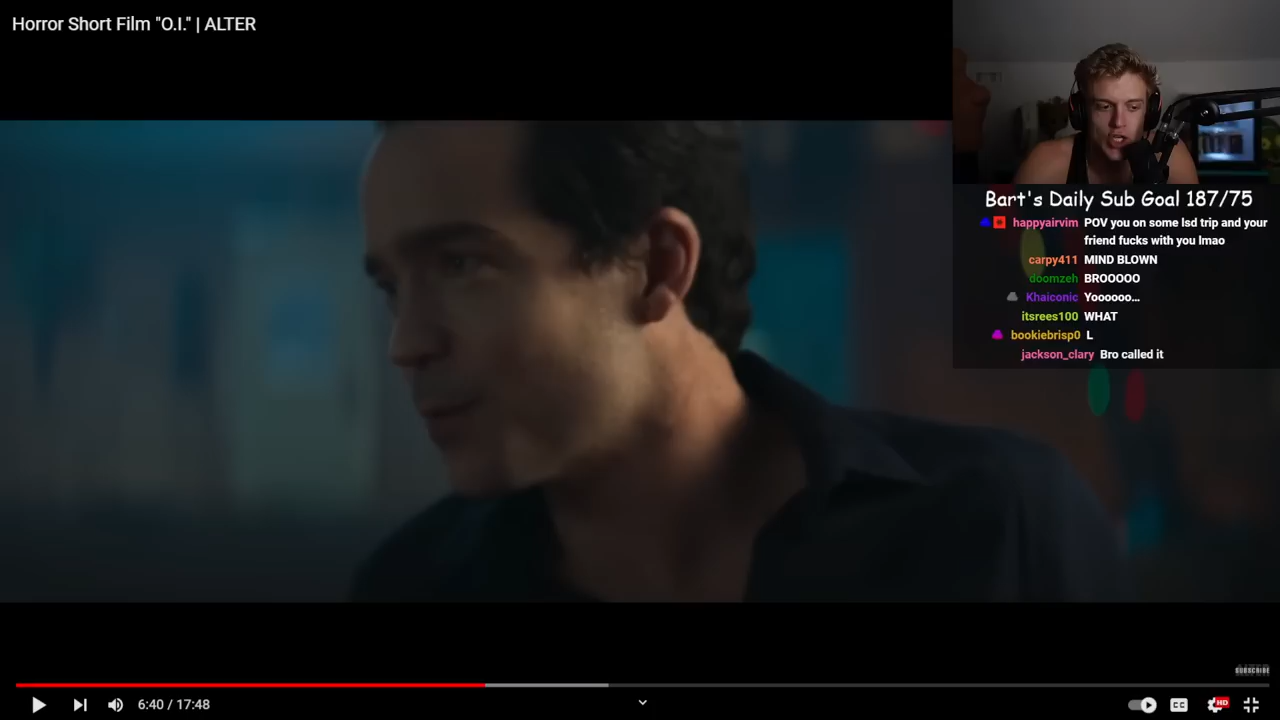 Horror Short Film "O.I." | ALTER
Bart's Daily Sub Goal 187/75
happyairvim POV you on some lsd trip and your
friend fucks with you lmao
carpy411 MIND BLOWN
doomzeh BROOOOO
Khaiconic Yoooooo...
itsrees100 WHAT
bookiebrisp0 L
jackson_clary Bro called it
SUBSCRIBE
6:40 / 17:48
CC
HD